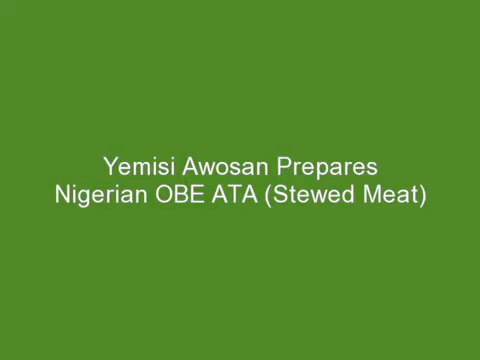 Yemisi Awosan Prepares
Nigerian OBE ATA (Stewed Meat)